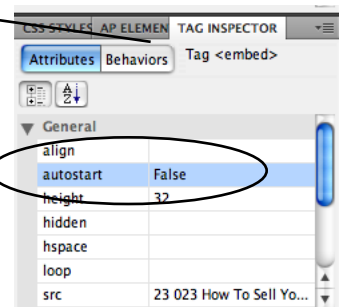 CSS STYLES AP ELEMEN TAG INSPECTOR
Attributes Behaviors Tag <embed>
A
Z
General
align
autostart False
height 32
hidden
hspace
loop
src 23 023 How To Sell Yo...